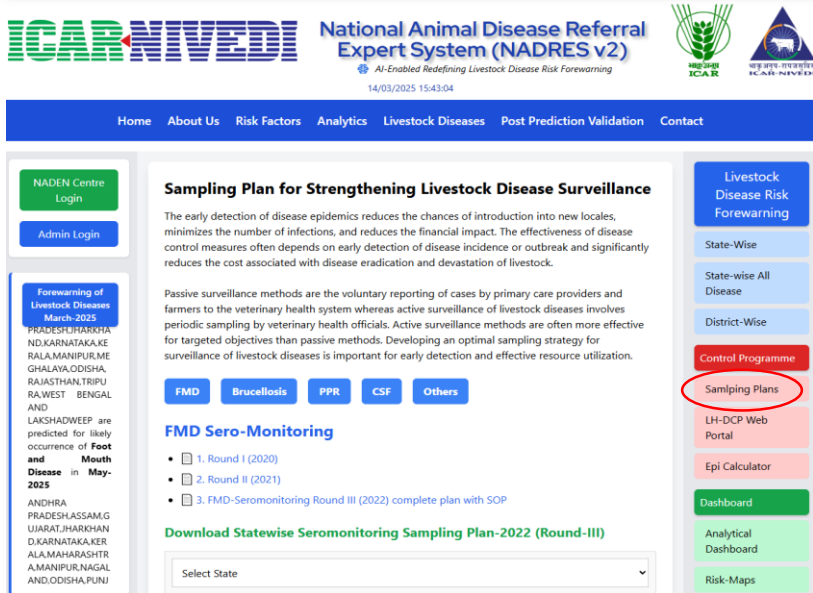 ICAR-NIVEDI
National Animal Disease Referral
Expert System (NADRES v2)
AI-Enabled Redefining Livestock Disease Risk Forewarning
14/03/2025 15:43:04
ICAR
ICAR-NIVEDI
Home About Us Risk Factors Analytics Livestock Diseases Post Prediction Validation Contact
NADEN Centre
Login
Admin Login
Forewarning of
Livestock Diseases
March-2025
PRADESH,JHARKHA
ND,KARNATAKA,KE
RALA,MANIPUR,ME
GHALAYA,ODISHA,
RAJASTHAN,TRIPU
RA,WEST BENGAL
AND
LAKSHADWEEP are
predicted for likely
occurrence of Foot
and Mouth
Disease in May-
2025
ANDHRA
PRADESH,ASSAM,G
UJARAT,JHARKHAN
D,KARNATAKA,KER
ALA,MAHARASHTR
A,MANIPUR,NAGAL
AND,ODISHA,PUNJ
Sampling Plan for Strengthening Livestock Disease Surveillance
The early detection of disease epidemics reduces the chances of introduction into new locales,
minimizes the number of infections, and reduces the financial impact. The effectiveness of disease
control measures often depends on early detection of disease incidence or outbreak and significantly
reduces the cost associated with disease eradication and devastation of livestock.
Passive surveillance methods are the voluntary reporting of cases by primary care providers and
farmers to the veterinary health system whereas active surveillance of livestock diseases involves
periodic sampling by veterinary health officials. Active surveillance methods are often more effective
for targeted objectives than passive methods. Developing an optimal sampling strategy for
surveillance of livestock diseases is important for early detection and effective resource utilization.
FMD Brucellosis PPR CSF Others
FMD Sero-Monitoring
1. Round I (2020)
2. Round II (2021)
3. FMD-Seromonitoring Round III (2022) complete plan with SOP
Download Statewise Seromonitoring Sampling Plan-2022 (Round-III)
Select State
Livestock
Disease Risk
Forewarning
State-Wise
State-wise All
Disease
District-Wise
Control Programme
Samlping Plans
LH-DCP Web
Portal
Epi Calculator
Dashboard
Analytical
Dashboard
Risk-Maps